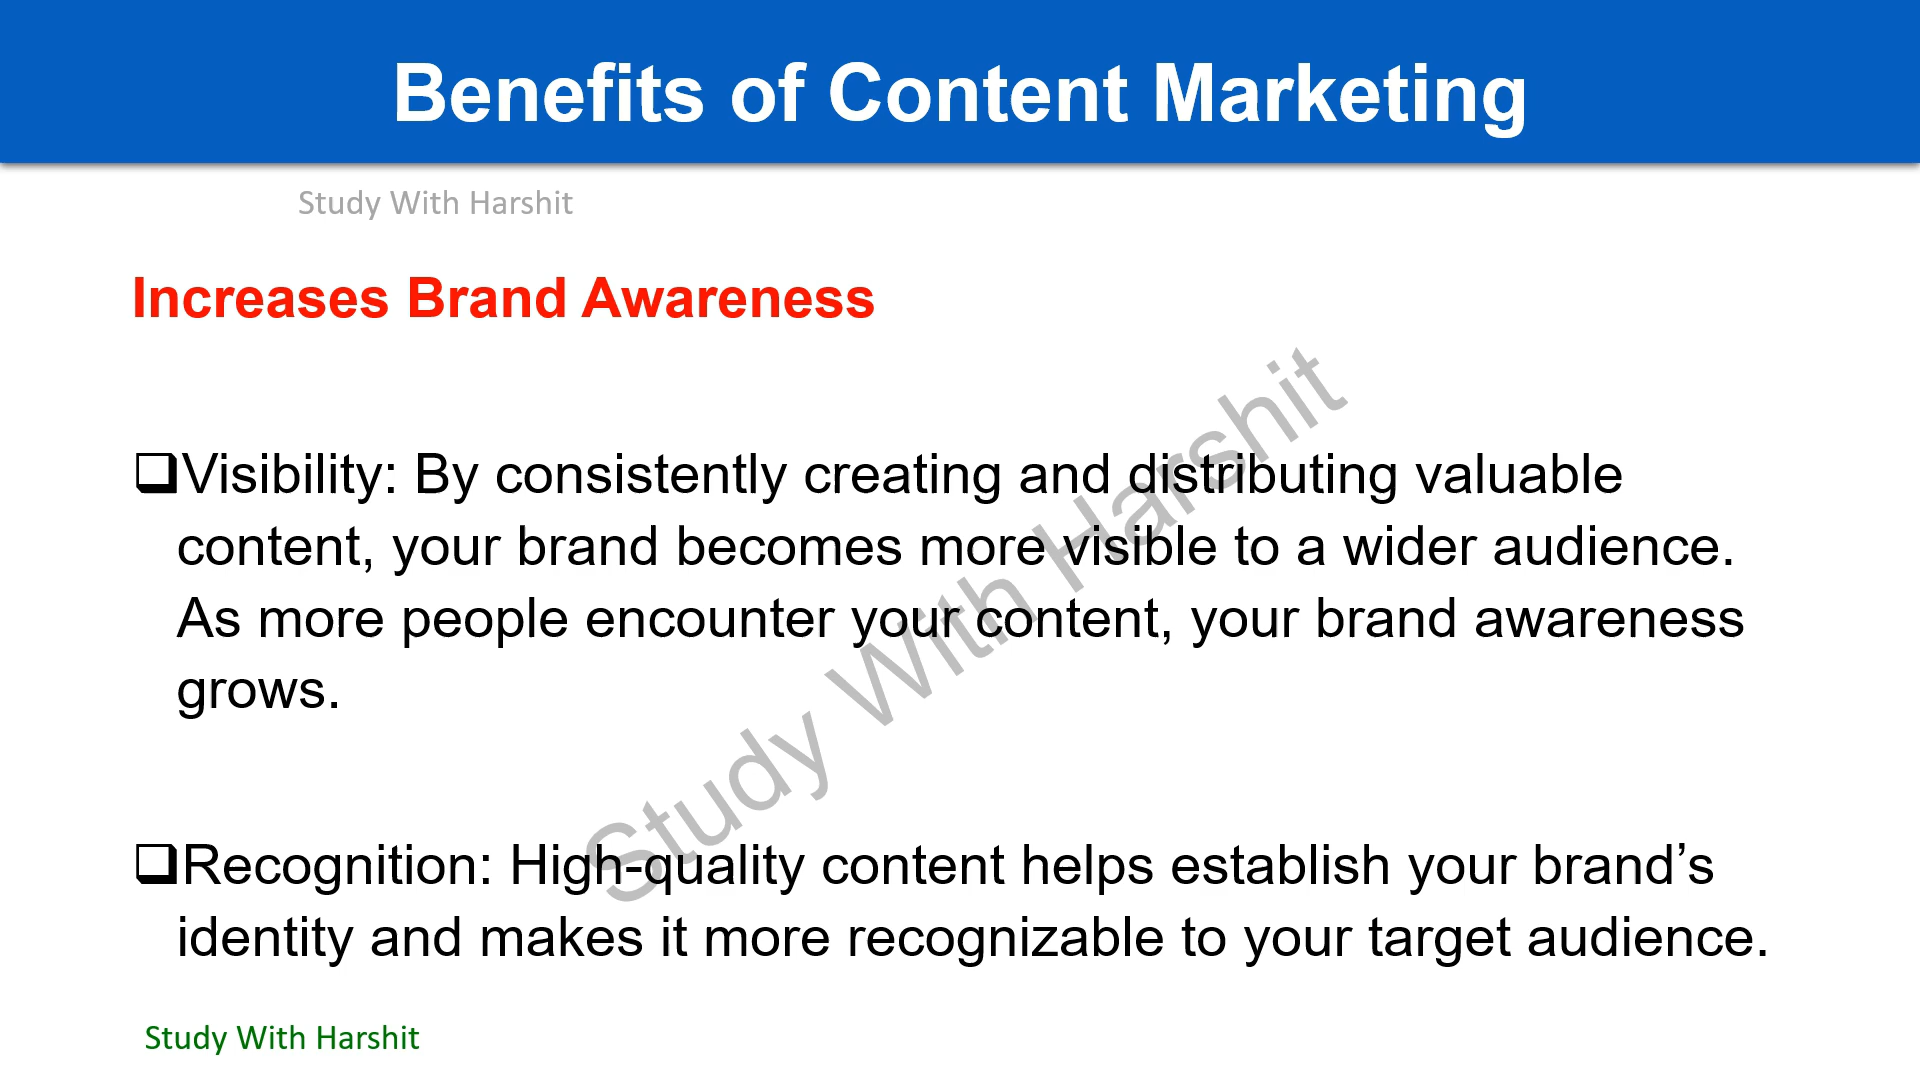 Benefits of Content Marketing
Study With Harshit
Increases Brand Awareness
❑Visibility: By consistently creating and distributing valuable
content, your brand becomes more visible to a wider audience.
As more people encounter your content, your brand awareness
grows.
❑Recognition: High-quality content helps establish your brand’s
identity and makes it more recognizable to your target audience.
Study With Harshit
Study With Harshit